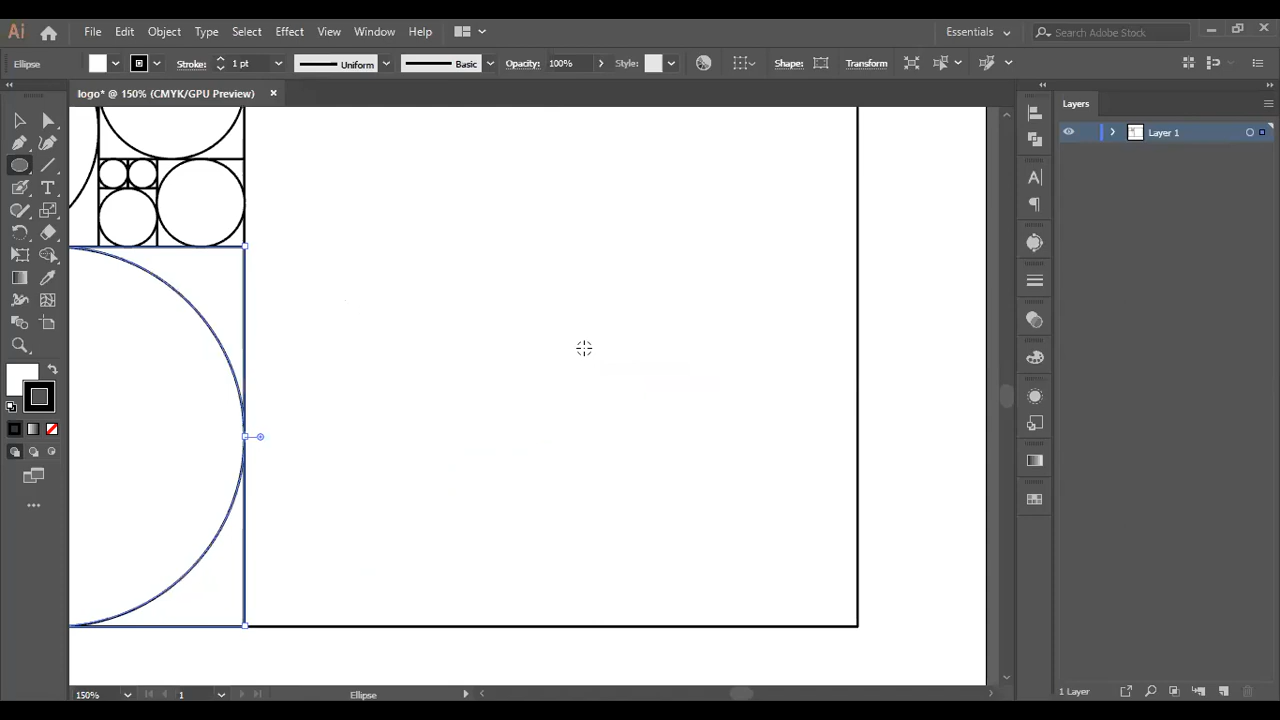 Ai File Edit Object Type Select Effect View Window Help Essentials Search Adobe Stock
Ellipse Stroke: 1 pt Uniform Basic Opacity: 100% Style: Shape: Transform
logo* @ 150% (CMYK/GPU Preview)
Layers
Layer 1
150% 1 Ellipse 1 Layer